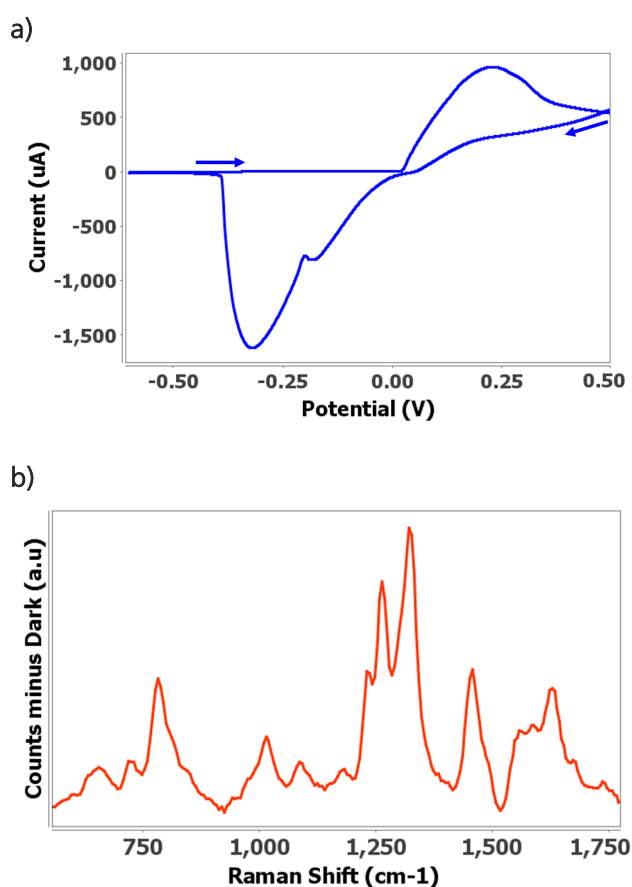 a)
1,000
500
0
-500
-1,000
-1,500
Current (uA)
-0.50 -0.25 0.00 0.25 0.50
Potential (V)
b)
Counts minus Dark (a.u)
750 1,000 1,250 1,500 1,750
Raman Shift (cm-1)